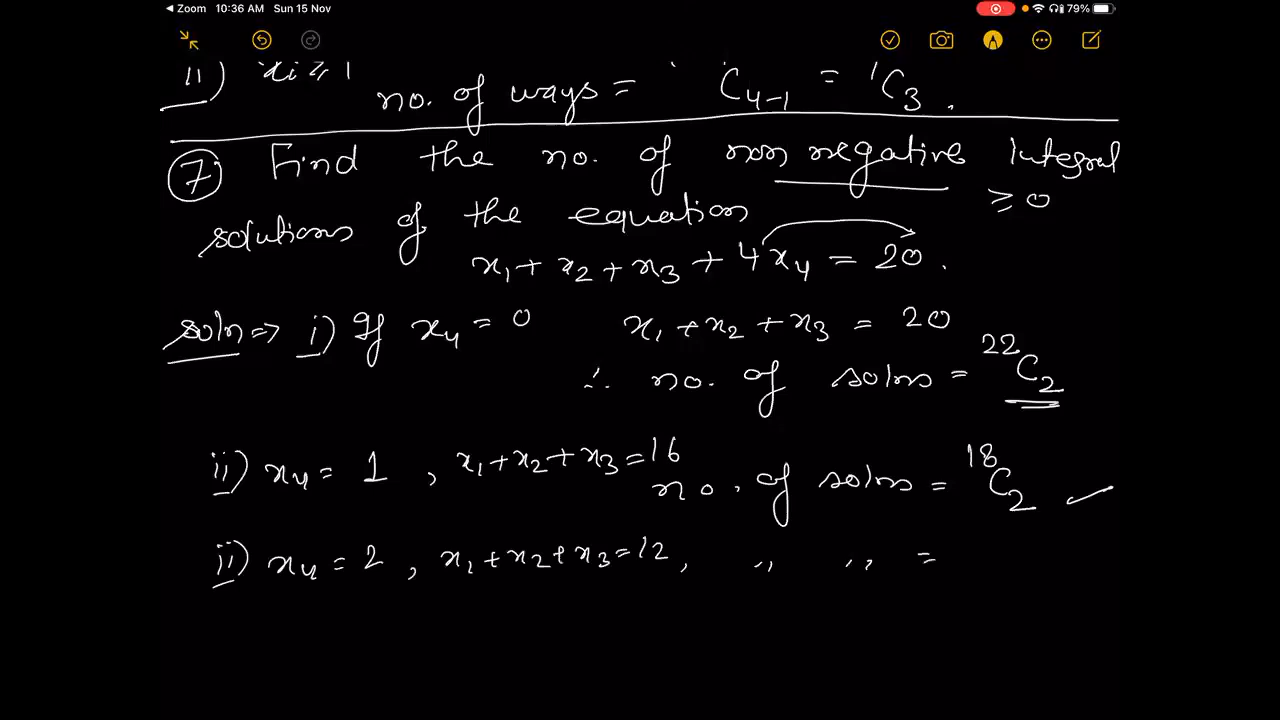 Zoom 10:36 AM Sun 15 Nov 79%
ii) xi ≥ 1
no. of ways = C4-1 = C3.
7 Find the no. of non negative integral
≥ 0
solutions of the equation
x1 + x2 + x3 + 4x4 = 20.
soln ⇒ i) If x4 = 0 x1 + x2 + x3 = 20
∴ no. of solns = 22C2
ii) x4 = 1, x1 + x2 + x3 = 16
no. of solns = 18C2 ✓
ii) x4 = 2, x1 + x2 + x3 = 12, ,, ,, =